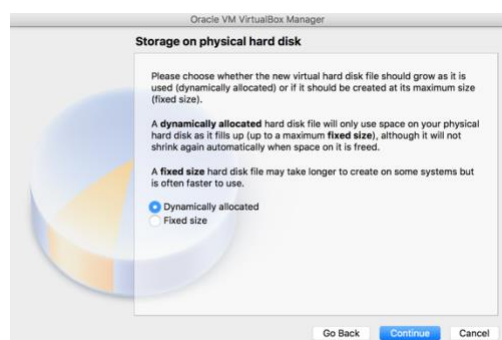 Oracle VM VirtualBox Manager
Storage on physical hard disk
Please choose whether the new virtual hard disk file should grow as it is
used (dynamically allocated) or if it should be created at its maximum size
(fixed size).
A dynamically allocated hard disk file will only use space on your physical
hard disk as it fills up (up to a maximum fixed size), although it will not
shrink again automatically when space on it is freed.
A fixed size hard disk file may take longer to create on some systems but
is often faster to use.
Dynamically allocated
Fixed size
Go Back Continue Cancel